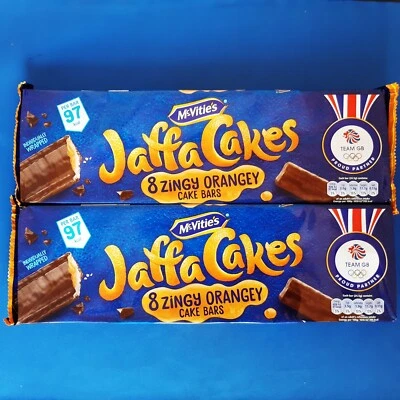 PER BAR
97
INDIVIDUALLY
WRAPPED
McVitie's
Jaffa Cakes
8 ZINGY ORANGEY
CAKE BARS
TEAM GB
PROUD PARTNER
PER BAR
97
INDIVIDUALLY
WRAPPED
McVitie's
Jaffa Cakes
8 ZINGY ORANGEY
CAKE BARS
TEAM GB
PROUD PARTNER